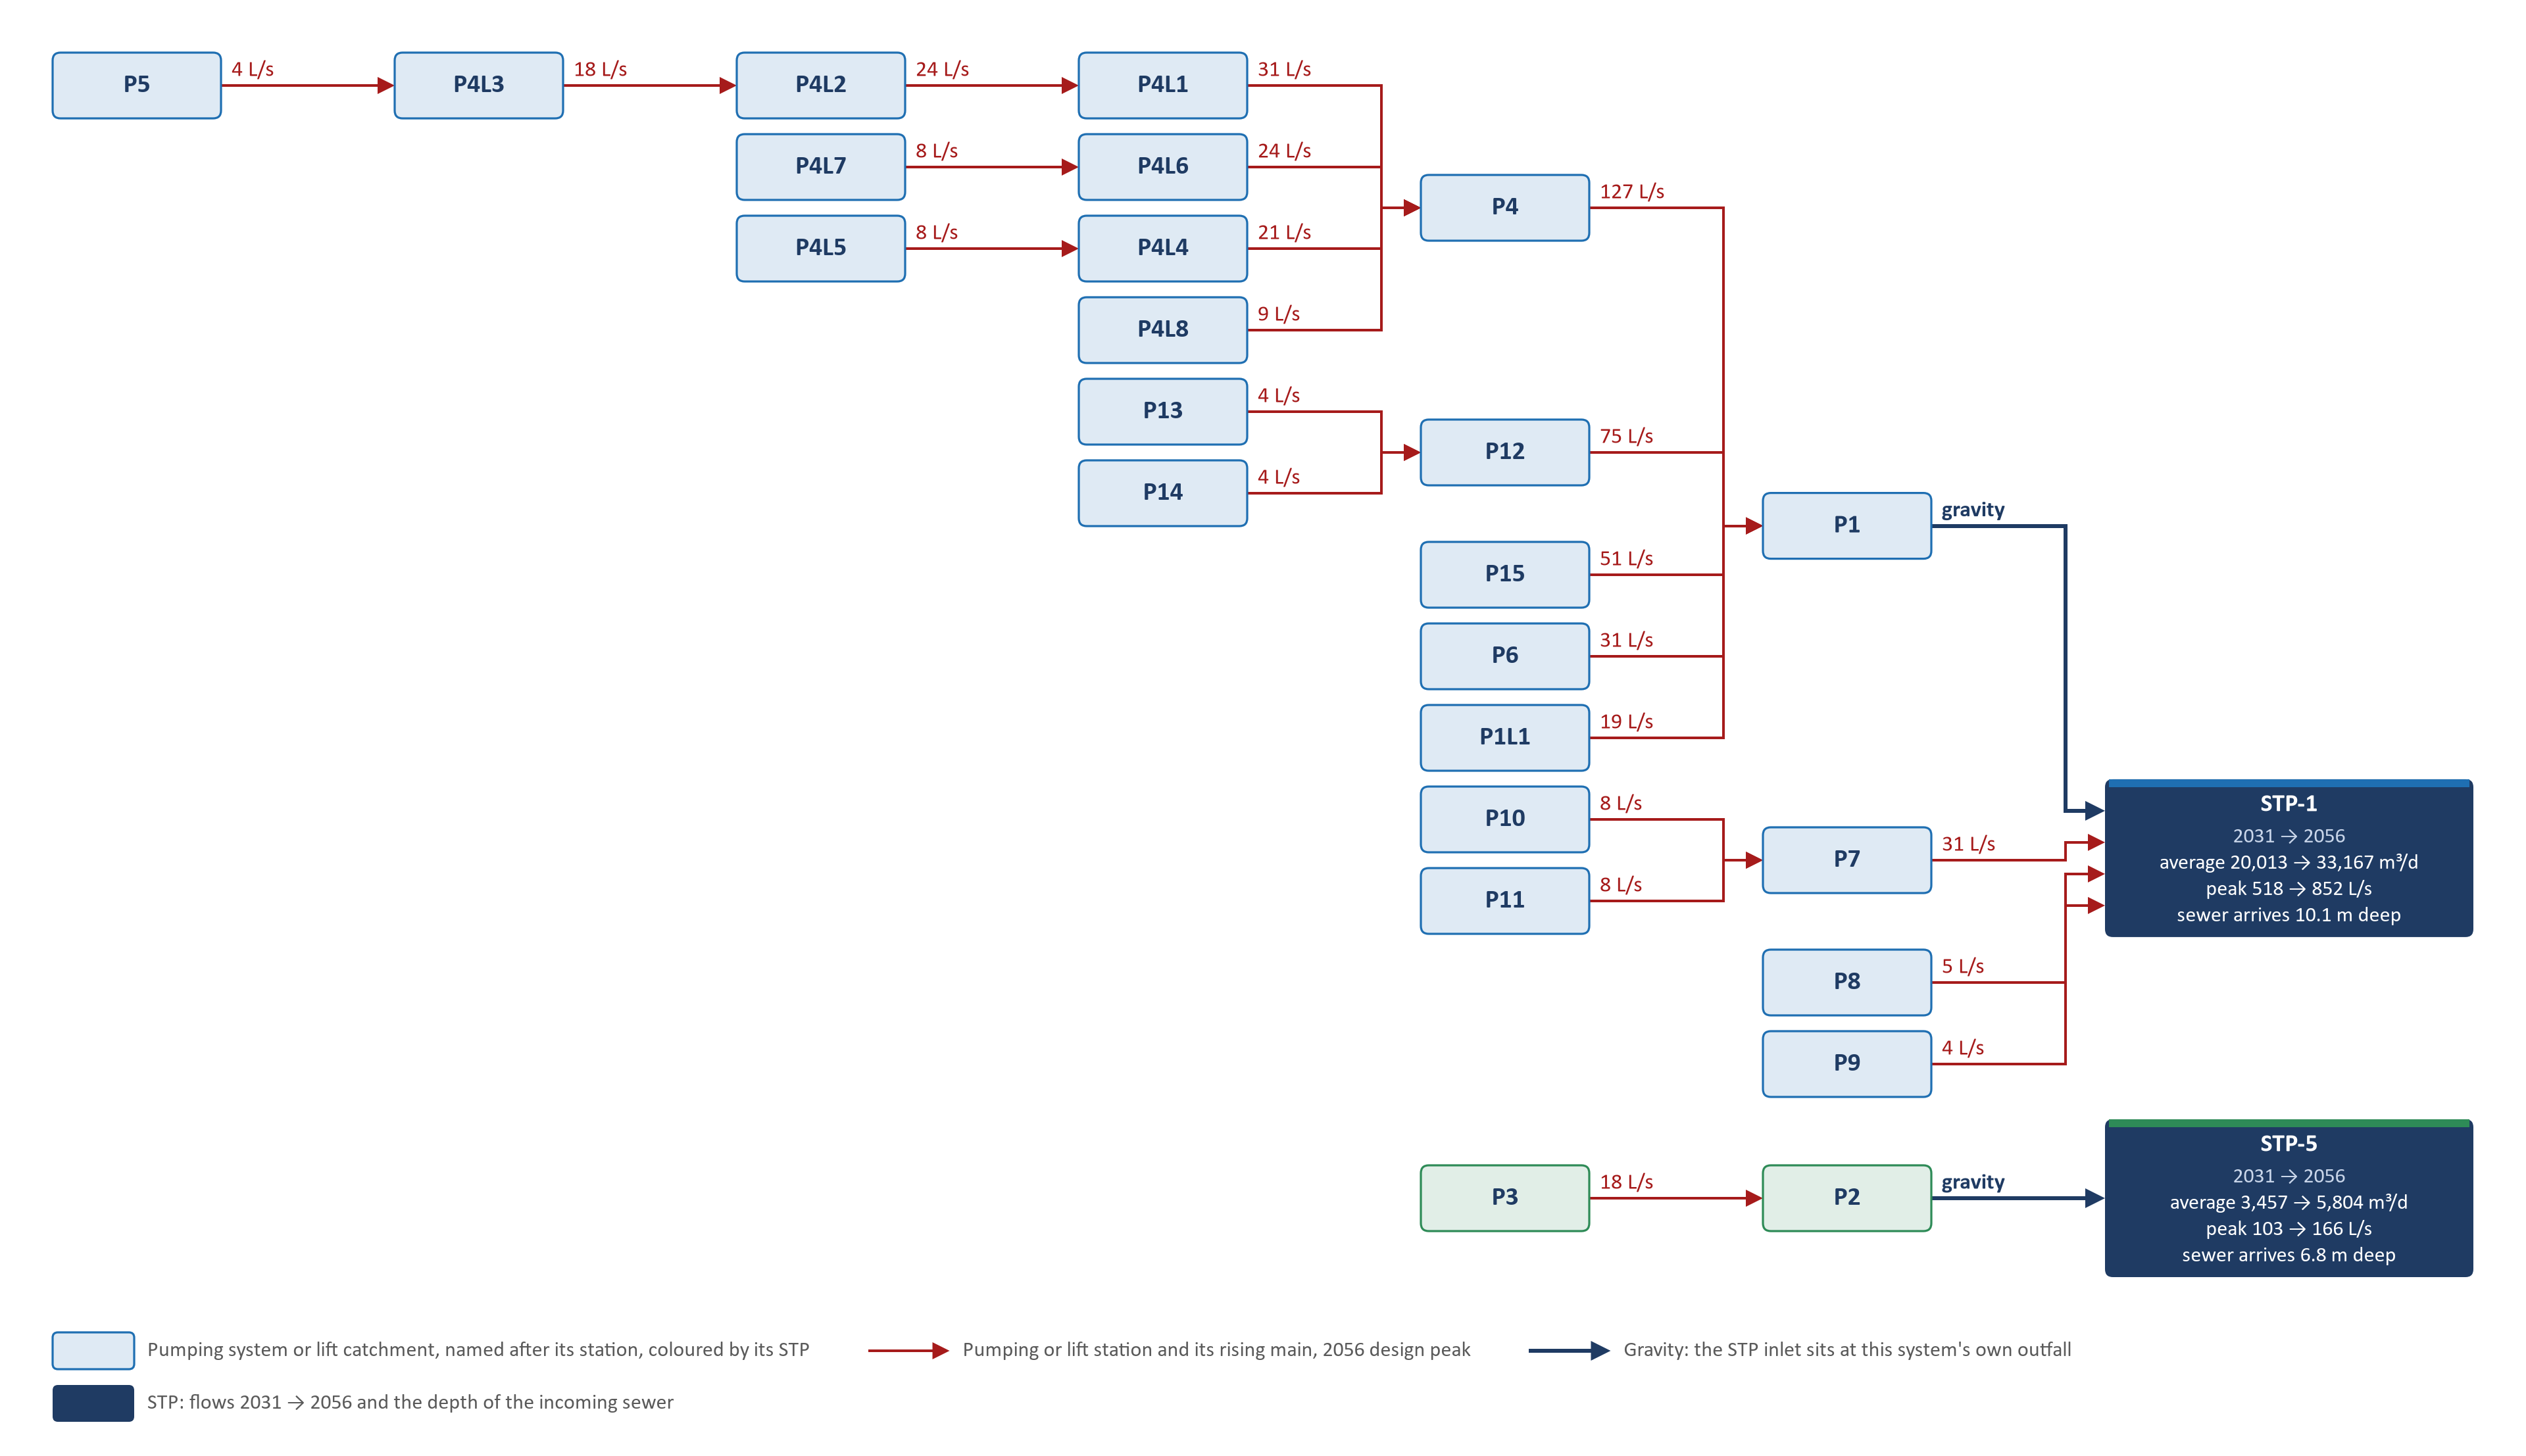 P5
4 L/s
P4L3
18 L/s
P4L2
24 L/s
P4L1
31 L/s
P4L7
8 L/s
P4L6
24 L/s
P4
127 L/s
P4L5
8 L/s
P4L4
21 L/s
P4L8
9 L/s
P13
4 L/s
P12
75 L/s
P14
4 L/s
P1
gravity
P15
51 L/s
P6
31 L/s
P1L1
19 L/s
P10
8 L/s
P7
31 L/s
P11
8 L/s
STP-1
2031 → 2056
average 20,013 → 33,167 m³/d
peak 518 → 852 L/s
sewer arrives 10.1 m deep
P8
5 L/s
P9
4 L/s
P3
18 L/s
P2
gravity
STP-5
2031 → 2056
average 3,457 → 5,804 m³/d
peak 103 → 166 L/s
sewer arrives 6.8 m deep
Pumping system or lift catchment, named after its station, coloured by its STP
Pumping or lift station and its rising main, 2056 design peak
Gravity: the STP inlet sits at this system's own outfall
STP: flows 2031 → 2056 and the depth of the incoming sewer